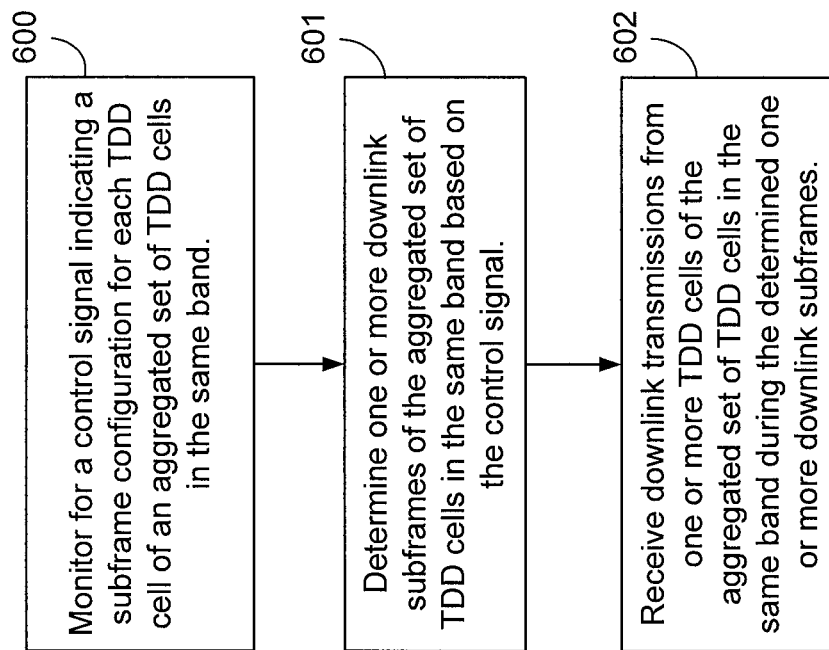 600
Monitor for a control signal indicating a
subframe configuration for each TDD
cell of an aggregated set of TDD cells
in the same band.
601
Determine one or more downlink
subframes of the aggregated set of
TDD cells in the same band based on
the control signal.
602
Receive downlink transmissions from
one or more TDD cells of the
aggregated set of TDD cells in the
same band during the determined one
or more downlink subframes.